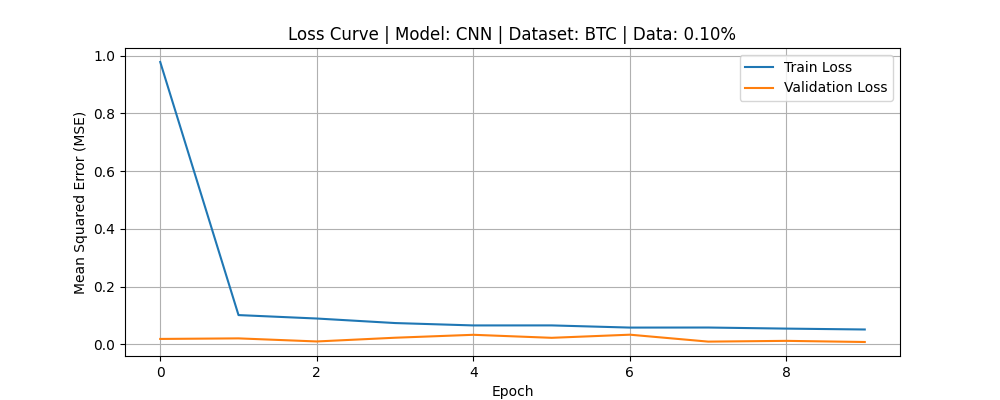 Loss Curve | Model: CNN | Dataset: BTC | Data: 0.10%
Train Loss
Validation Loss
Mean Squared Error (MSE)
1.0
0.8
0.6
0.4
0.2
0.0
0 2 4 6 8
Epoch